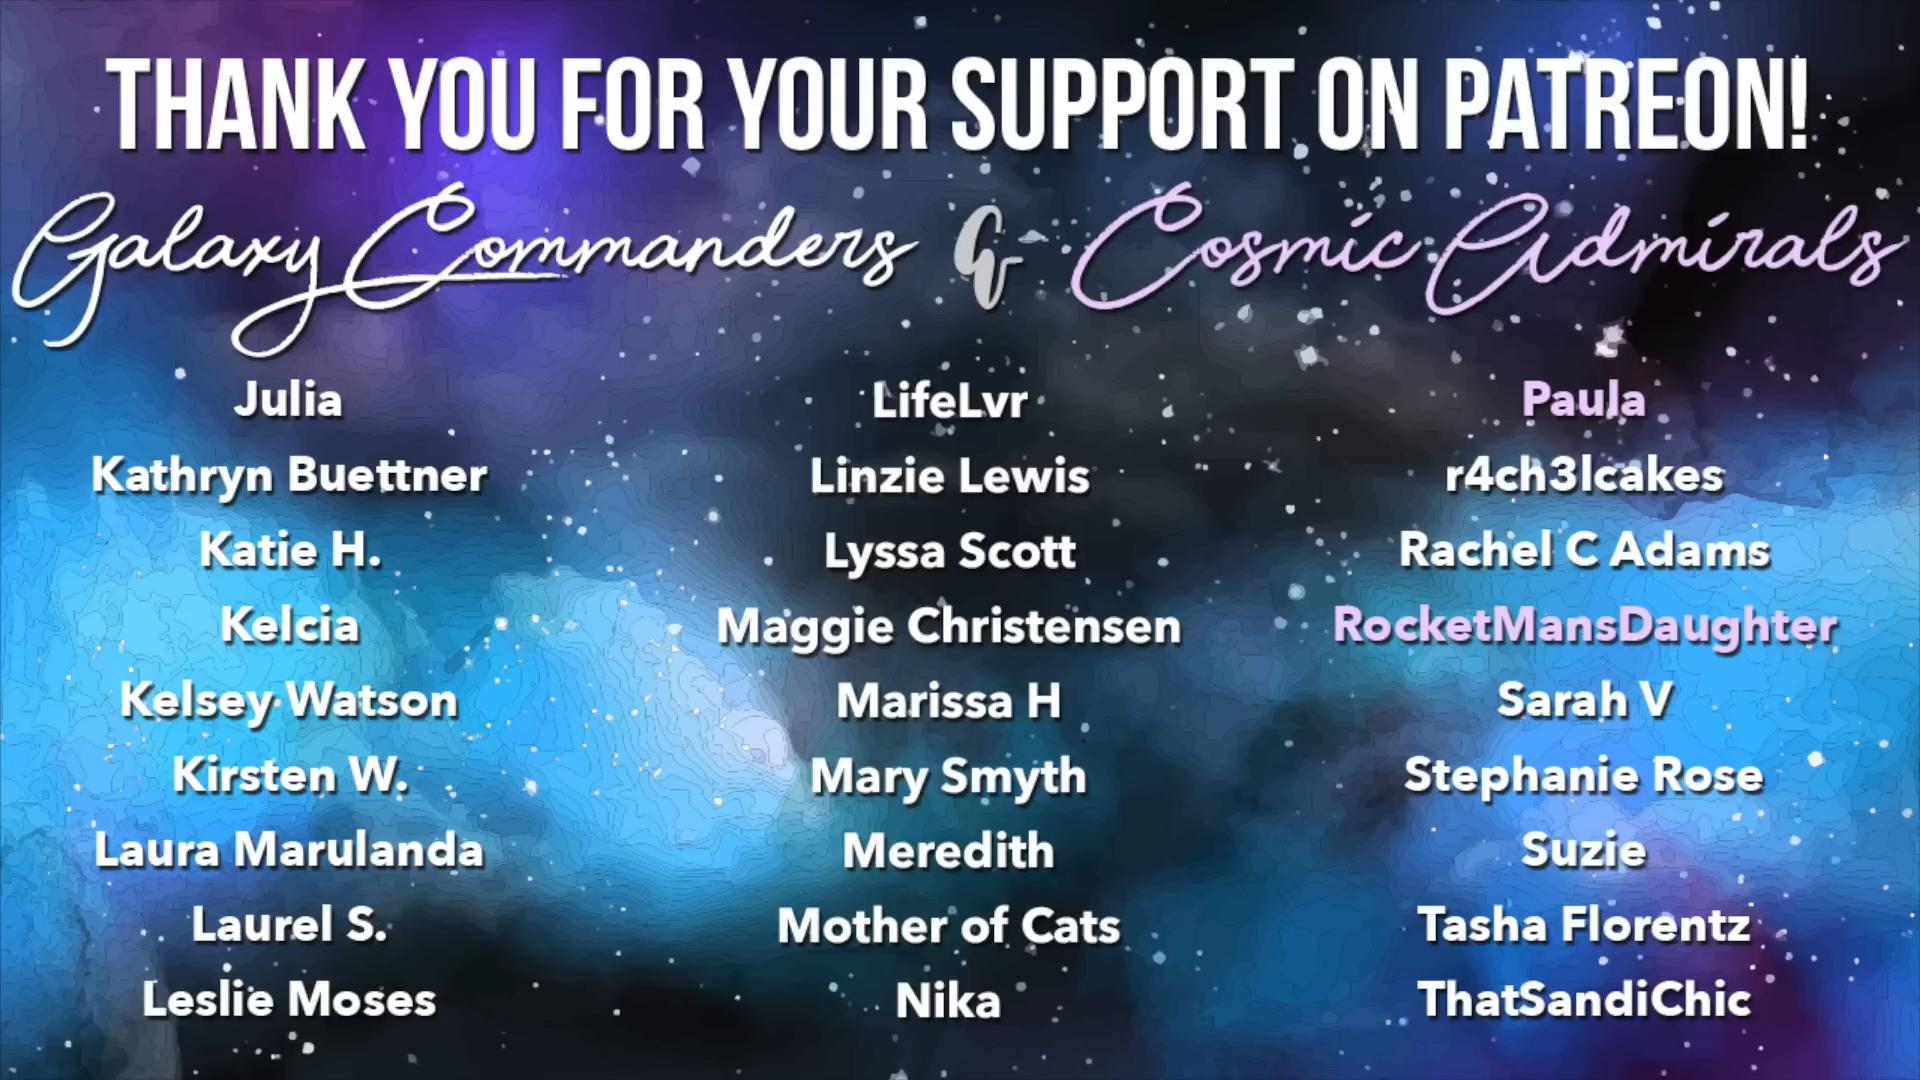 THANK YOU FOR YOUR SUPPORT ON PATREON!
Galaxy Commanders & Cosmic Admirals
Julia
Kathryn Buettner
Katie H.
Kelcia
Kelsey Watson
Kirsten W.
Laura Marulanda
Laurel S.
Leslie Moses
LifeLvr
Linzie Lewis
Lyssa Scott
Maggie Christensen
Marissa H
Mary Smyth
Meredith
Mother of Cats
Nika
Paula
r4ch3lcakes
Rachel C Adams
RocketMansDaughter
Sarah V
Stephanie Rose
Suzie
Tasha Florentz
ThatSandiChic